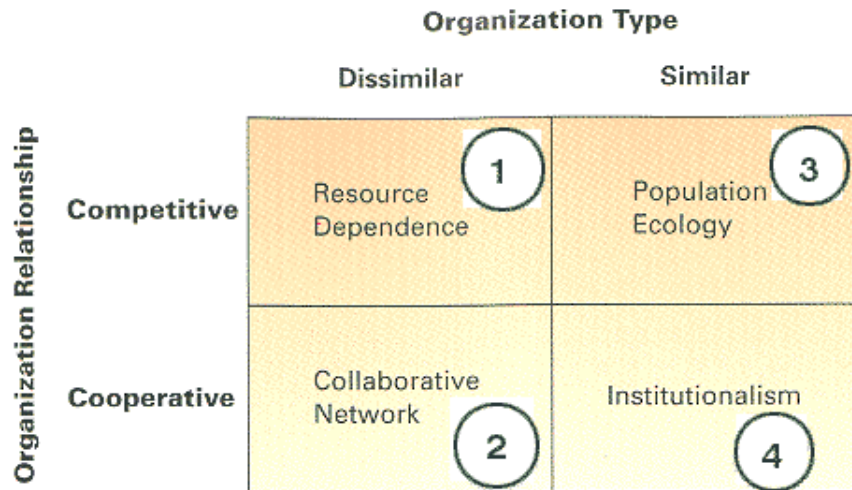 Organization Type
Dissimilar
Similar
Organization Relationship
Competitive
Resource
Dependence
1
Population
Ecology
3
Cooperative
Collaborative
Network
2
Institutionalism
4